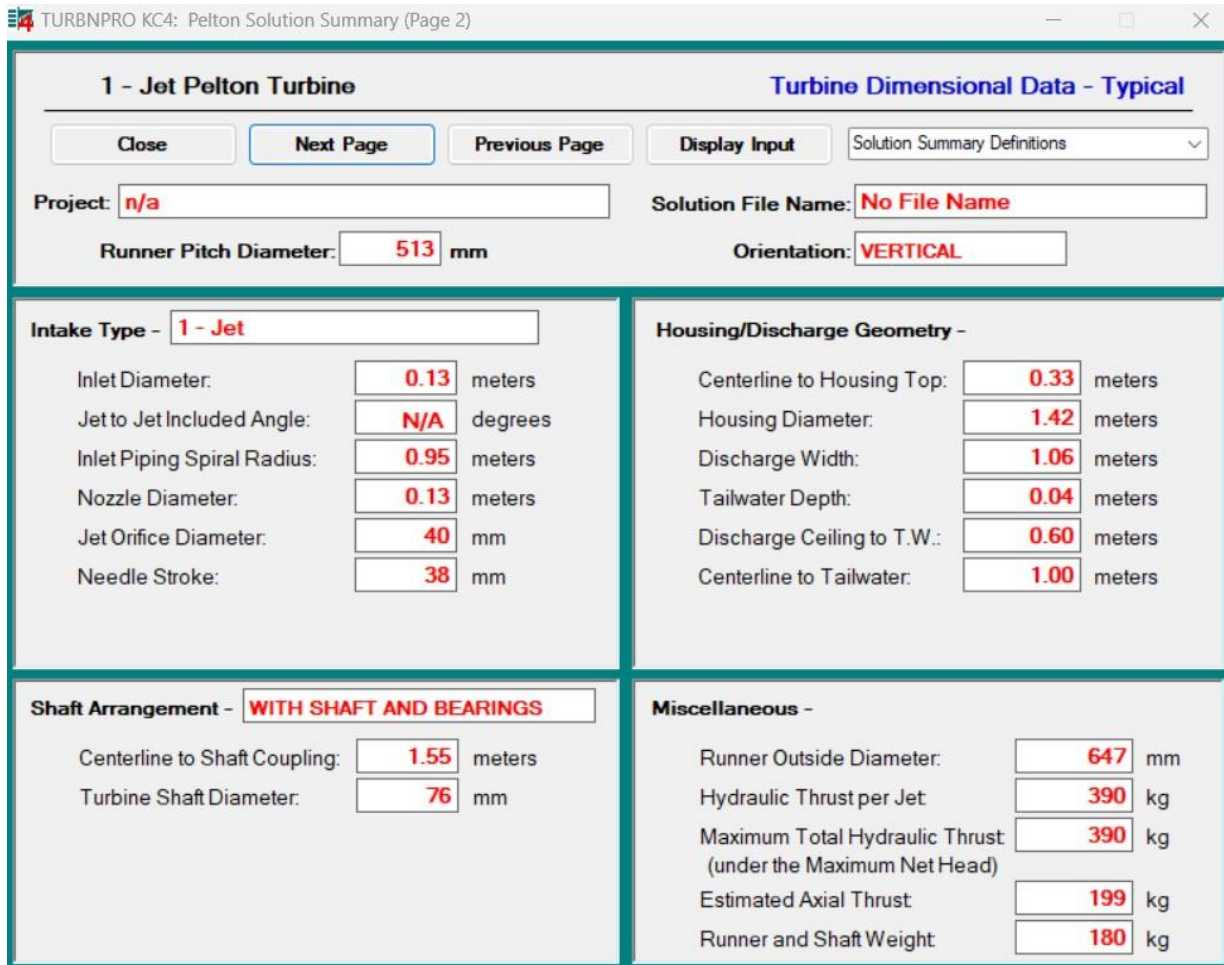 TURBNPRO KC4: Pelton Solution Summary (Page 2)
1 - Jet Pelton Turbine
Turbine Dimensional Data - Typical
Close
Next Page
Previous Page
Display Input
Solution Summary Definitions
Project: n/a
Solution File Name: No File Name
Runner Pitch Diameter: 513 mm
Orientation: VERTICAL
Intake Type - 1 - Jet
Inlet Diameter: 0.13 meters
Jet to Jet Included Angle: N/A degrees
Inlet Piping Spiral Radius: 0.95 meters
Nozzle Diameter: 0.13 meters
Jet Orifice Diameter: 40 mm
Needle Stroke: 38 mm
Housing/Discharge Geometry -
Centerline to Housing Top: 0.33 meters
Housing Diameter: 1.42 meters
Discharge Width: 1.06 meters
Tailwater Depth: 0.04 meters
Discharge Ceiling to T.W.: 0.60 meters
Centerline to Tailwater: 1.00 meters
Shaft Arrangement - WITH SHAFT AND BEARINGS
Centerline to Shaft Coupling: 1.55 meters
Turbine Shaft Diameter: 76 mm
Miscellaneous -
Runner Outside Diameter: 647 mm
Hydraulic Thrust per Jet: 390 kg
Maximum Total Hydraulic Thrust: 390 kg
(under the Maximum Net Head)
Estimated Axial Thrust: 199 kg
Runner and Shaft Weight: 180 kg